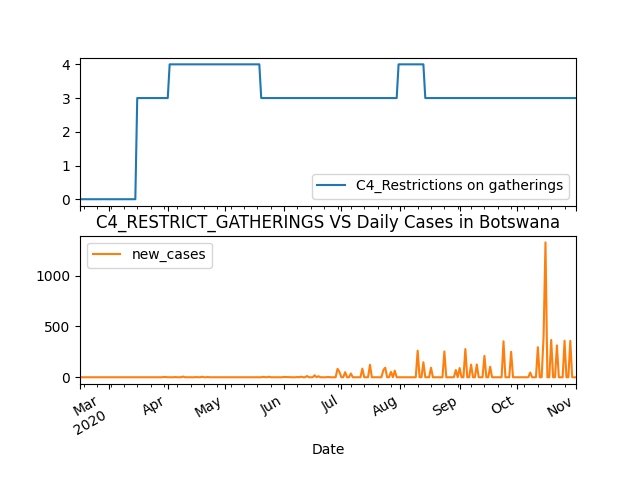 4
3
2
1
0
C4_Restrictions on gatherings
C4_RESTRICT_GATHERINGS VS Daily Cases in Botswana
new_cases
1000
500
0
Mar
2020
Apr
May
Jun
Jul
Aug
Sep
Oct
Nov
Date